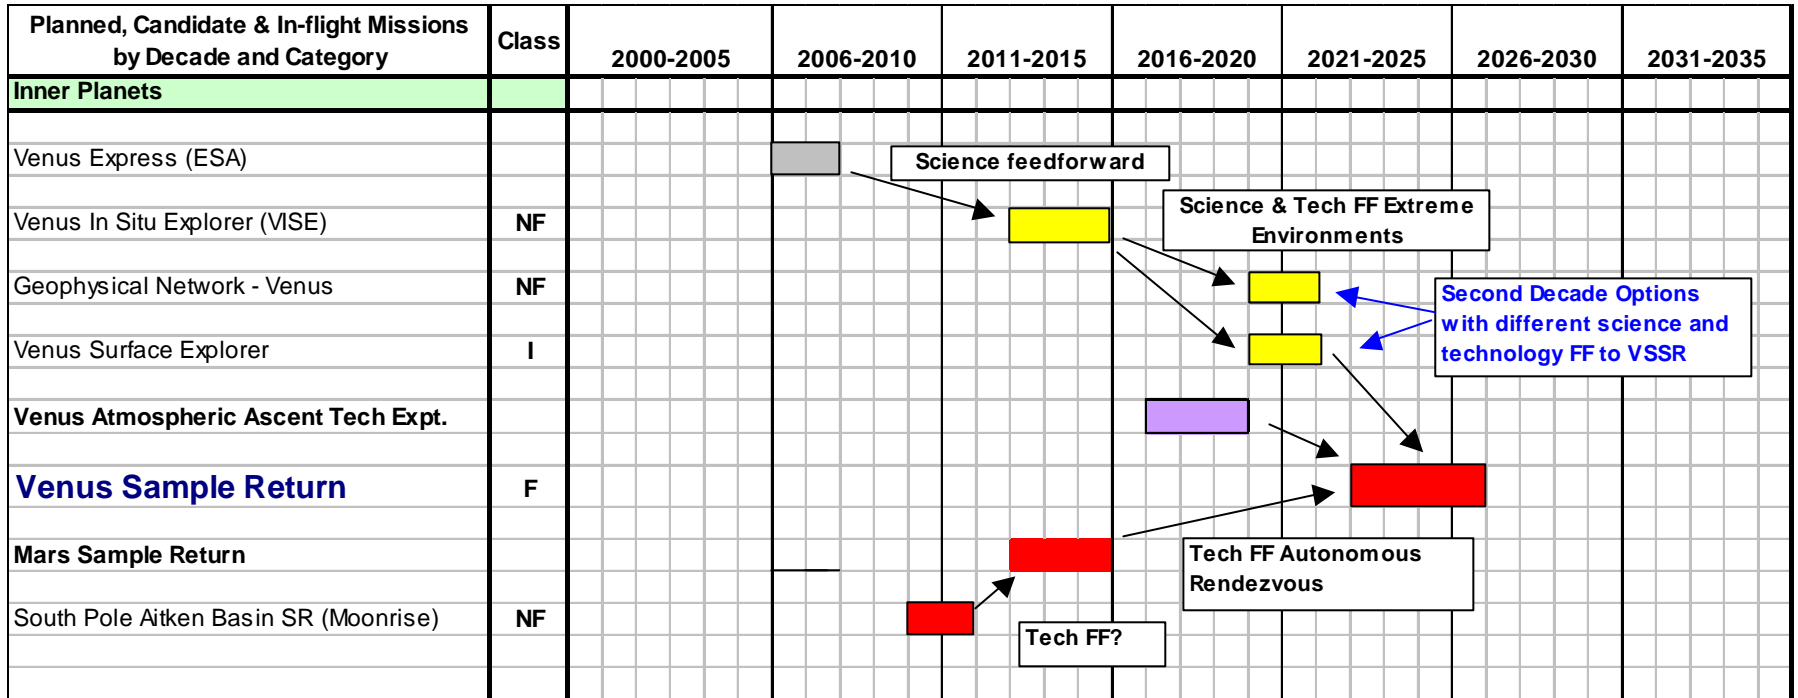 Planned, Candidate & In-flight Missions
by Decade and Category
Class
2000-2005
2006-2010
2011-2015
2016-2020
2021-2025
2026-2030
2031-2035
Inner Planets
Venus Express (ESA)
Science feedforward
Venus In Situ Explorer (VISE)
NF
Science & Tech FF Extreme
Environments
Geophysical Network - Venus
NF
Second Decade Options
with different science and
technology FF to VSSR
Venus Surface Explorer
I
Venus Atmospheric Ascent Tech Expt.
Venus Sample Return
F
Mars Sample Return
Tech FF Autonomous
Rendezvous
South Pole Aitken Basin SR (Moonrise)
NF
Tech FF?